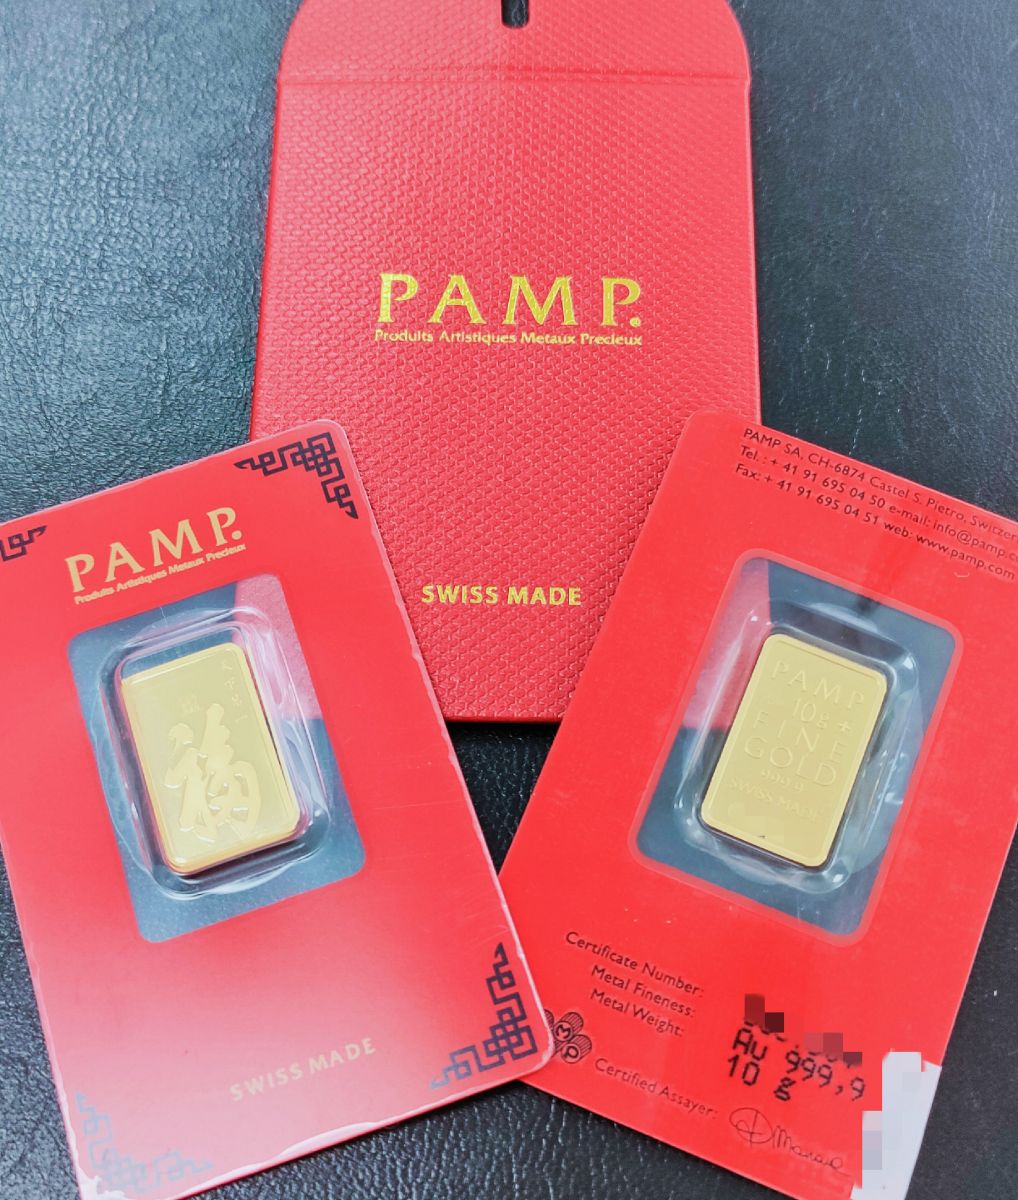 PAMP.
Produits Artistiques Metaux Precieux
SWISS MADE
PAMP.
Produits Artistiques Metaux Precieux
福
SWISS MADE
PAMP SA, CH-6874 Castel S. Pietro, Switzer
Tel.: + 41 91 695 04 50 e-mail: info@pamp.c
Fax: + 41 91 695 04 51 web: www.pamp.com
PAMP
10g
FINE
GOLD
999.9
SWISS MADE
Certificate Number:
Metal Fineness: Au 999,9
Metal Weight: 10 g
Certified Assayer: